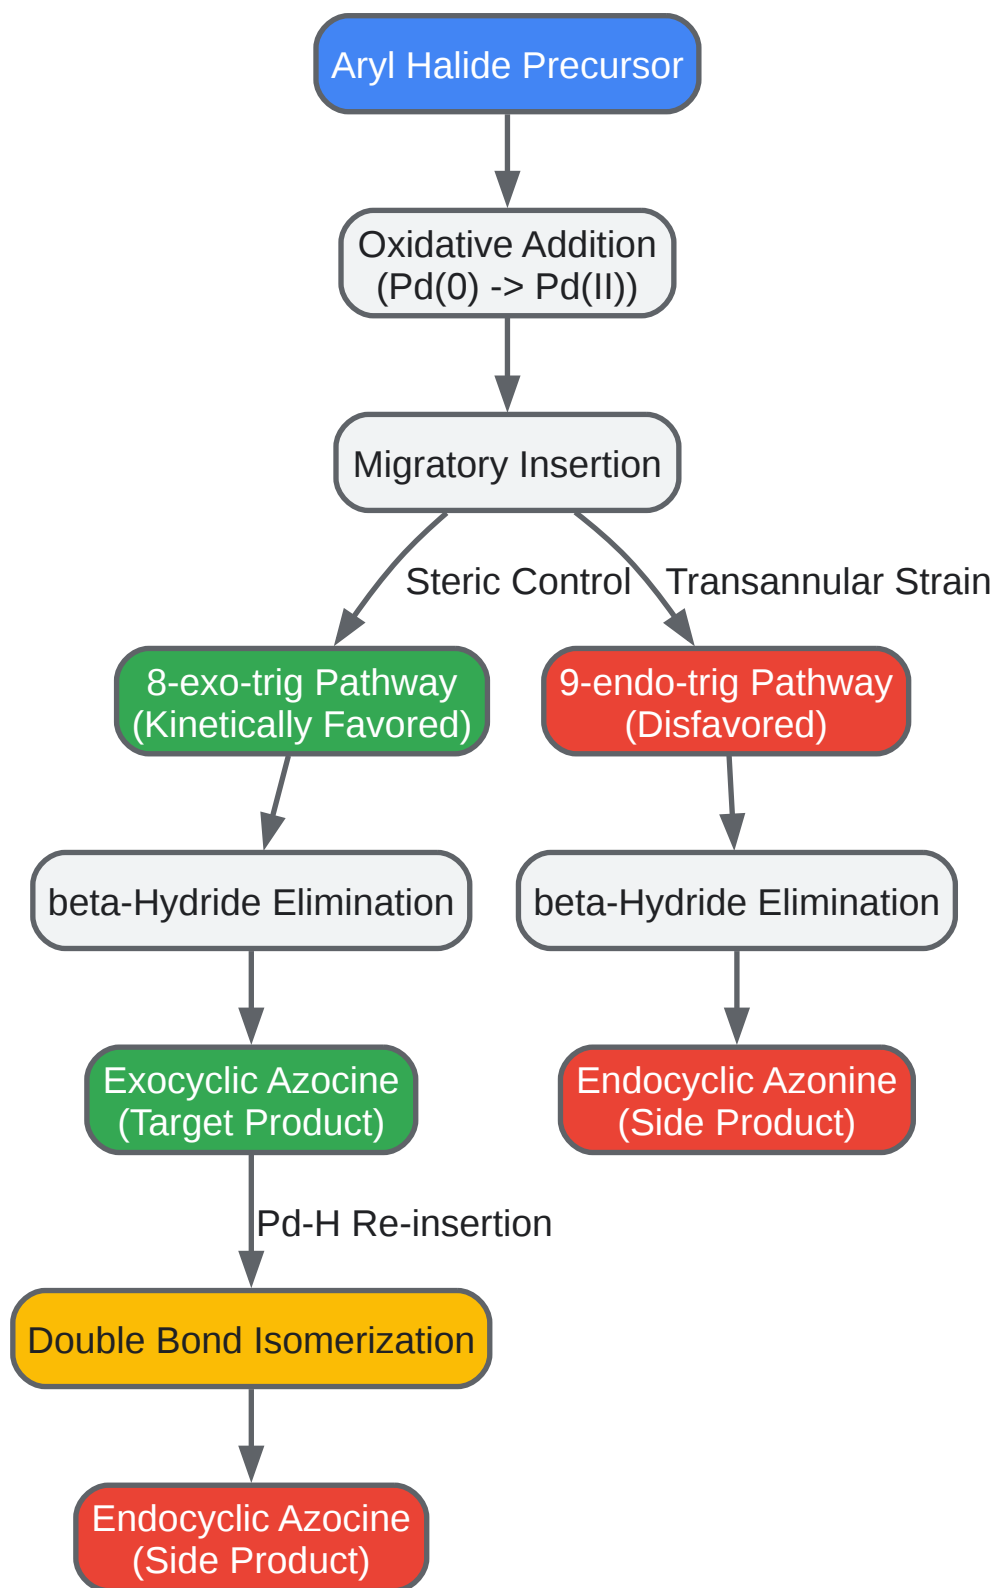 Aryl Halide Precursor
Oxidative Addition
(Pd(0) -> Pd(II))
Migratory Insertion
Steric Control
Transannular Strain
8-exo-trig Pathway
(Kinetically Favored)
9-endo-trig Pathway
(Disfavored)
beta-Hydride Elimination
beta-Hydride Elimination
Exocyclic Azocine
(Target Product)
Endocyclic Azonine
(Side Product)
Pd-H Re-insertion
Double Bond Isomerization
Endocyclic Azocine
(Side Product)